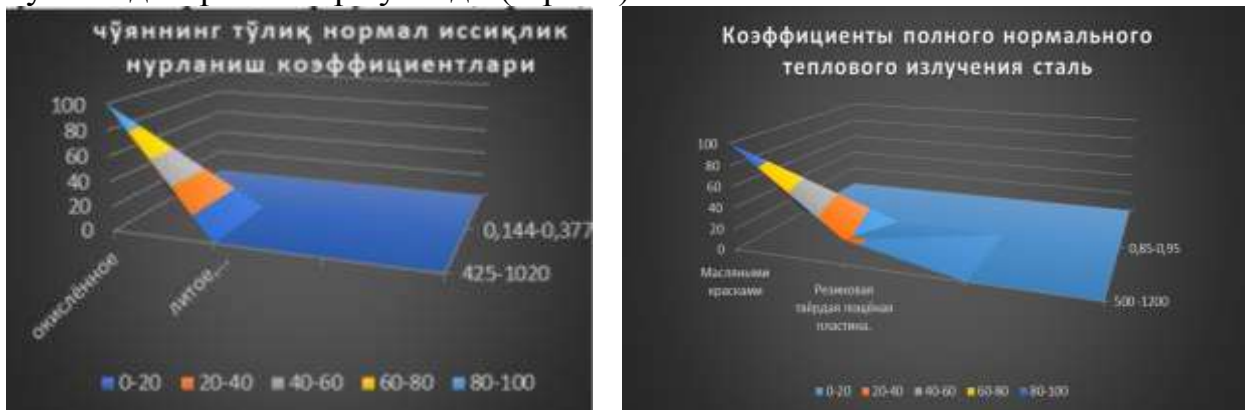 чўяннинг тўлиқ нормал иссиқлик
нурланиш коэффициентлари
100
80
60
40
20
0
окислённое
литое,...
0,144-0,377
425-1020
0-20 20-40 40-60 60-80 80-100
Коэффициенты полного нормального
теплового излучения сталь
100
80
60
40
20
0
Масляными
красками
Резиновая
твёрдая лощёная
пластина.
0,85-0,95
500-1200
0-20 20-40 40-60 60-80 80-100